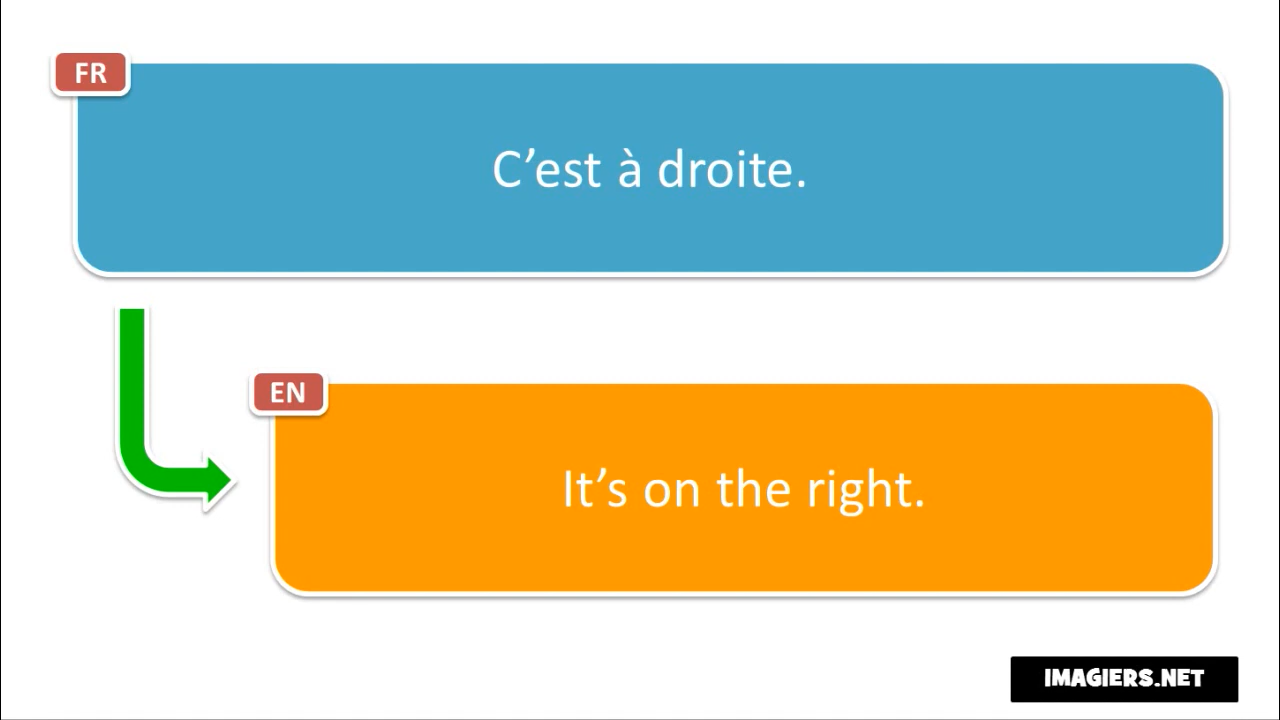 FR
C’est à droite.
EN
It’s on the right.
IMAGIERS.NET